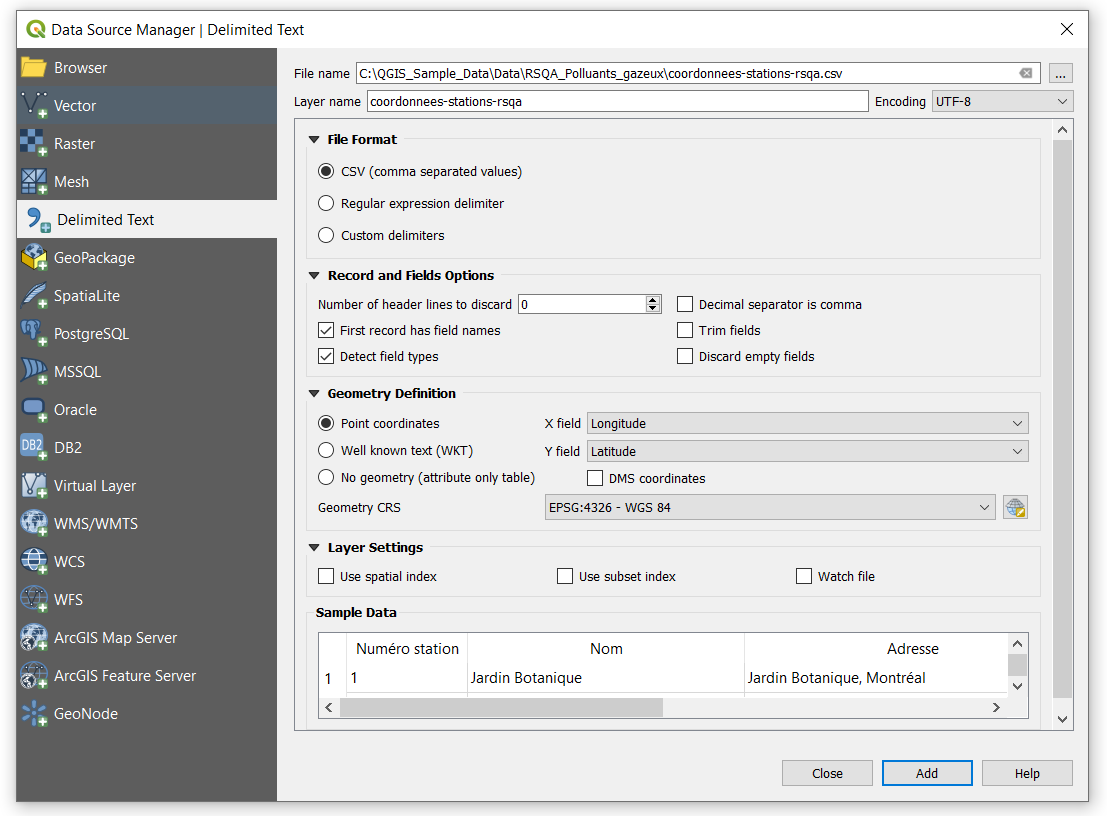 Data Source Manager | Delimited Text
Browser
Vector
Raster
Mesh
Delimited Text
GeoPackage
SpatiaLite
PostgreSQL
MSSQL
Oracle
DB2
DB2
Virtual Layer
WMS/WMTS
WCS
WFS
ArcGIS Map Server
ArcGIS Feature Server
GeoNode
File name C:\QGIS_Sample_Data\Data\RSQA_Polluants_gazeux\coordonnees-stations-rsqa.csv ...
Layer name coordonnees-stations-rsqa Encoding UTF-8
File Format
CSV (comma separated values)
Regular expression delimiter
Custom delimiters
Record and Fields Options
Number of header lines to discard 0 Decimal separator is comma
First record has field names Trim fields
Detect field types Discard empty fields
Geometry Definition
Point coordinates X field Longitude
Well known text (WKT) Y field Latitude
No geometry (attribute only table) DMS coordinates
Geometry CRS EPSG:4326 - WGS 84
Layer Settings
Use spatial index Use subset index Watch file
Sample Data
Numéro station Nom Adresse
1 1 Jardin Botanique Jardin Botanique, Montréal
Close Add Help